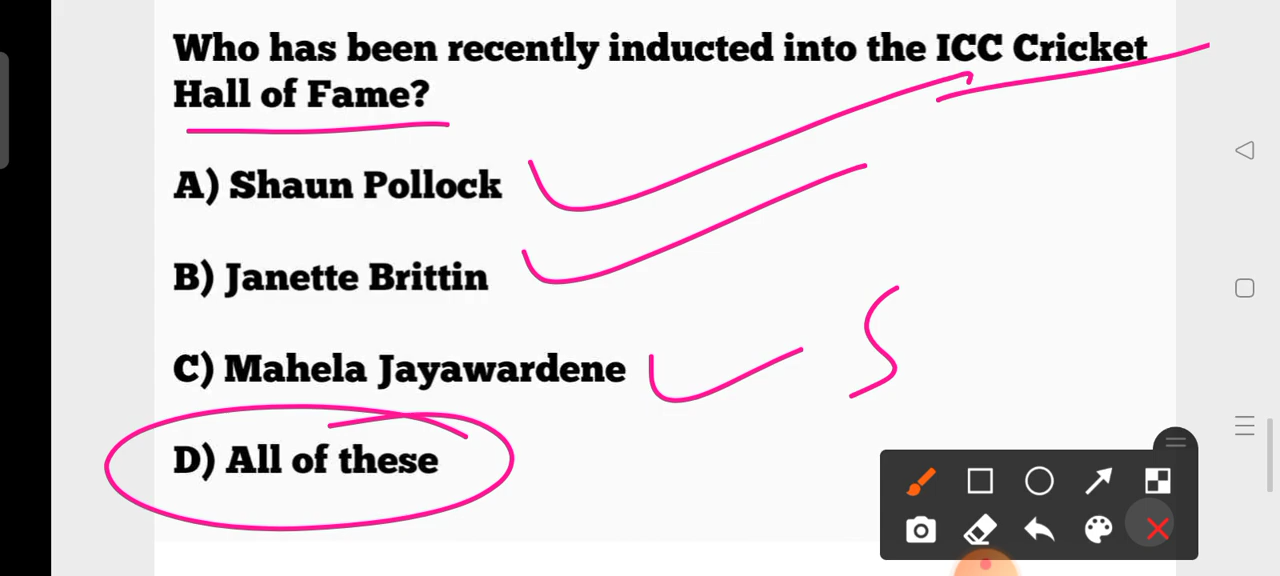 Who has been recently inducted into the ICC Cricket
Hall of Fame?
A) Shaun Pollock
B) Janette Brittin
C) Mahela Jayawardene
D) All of these